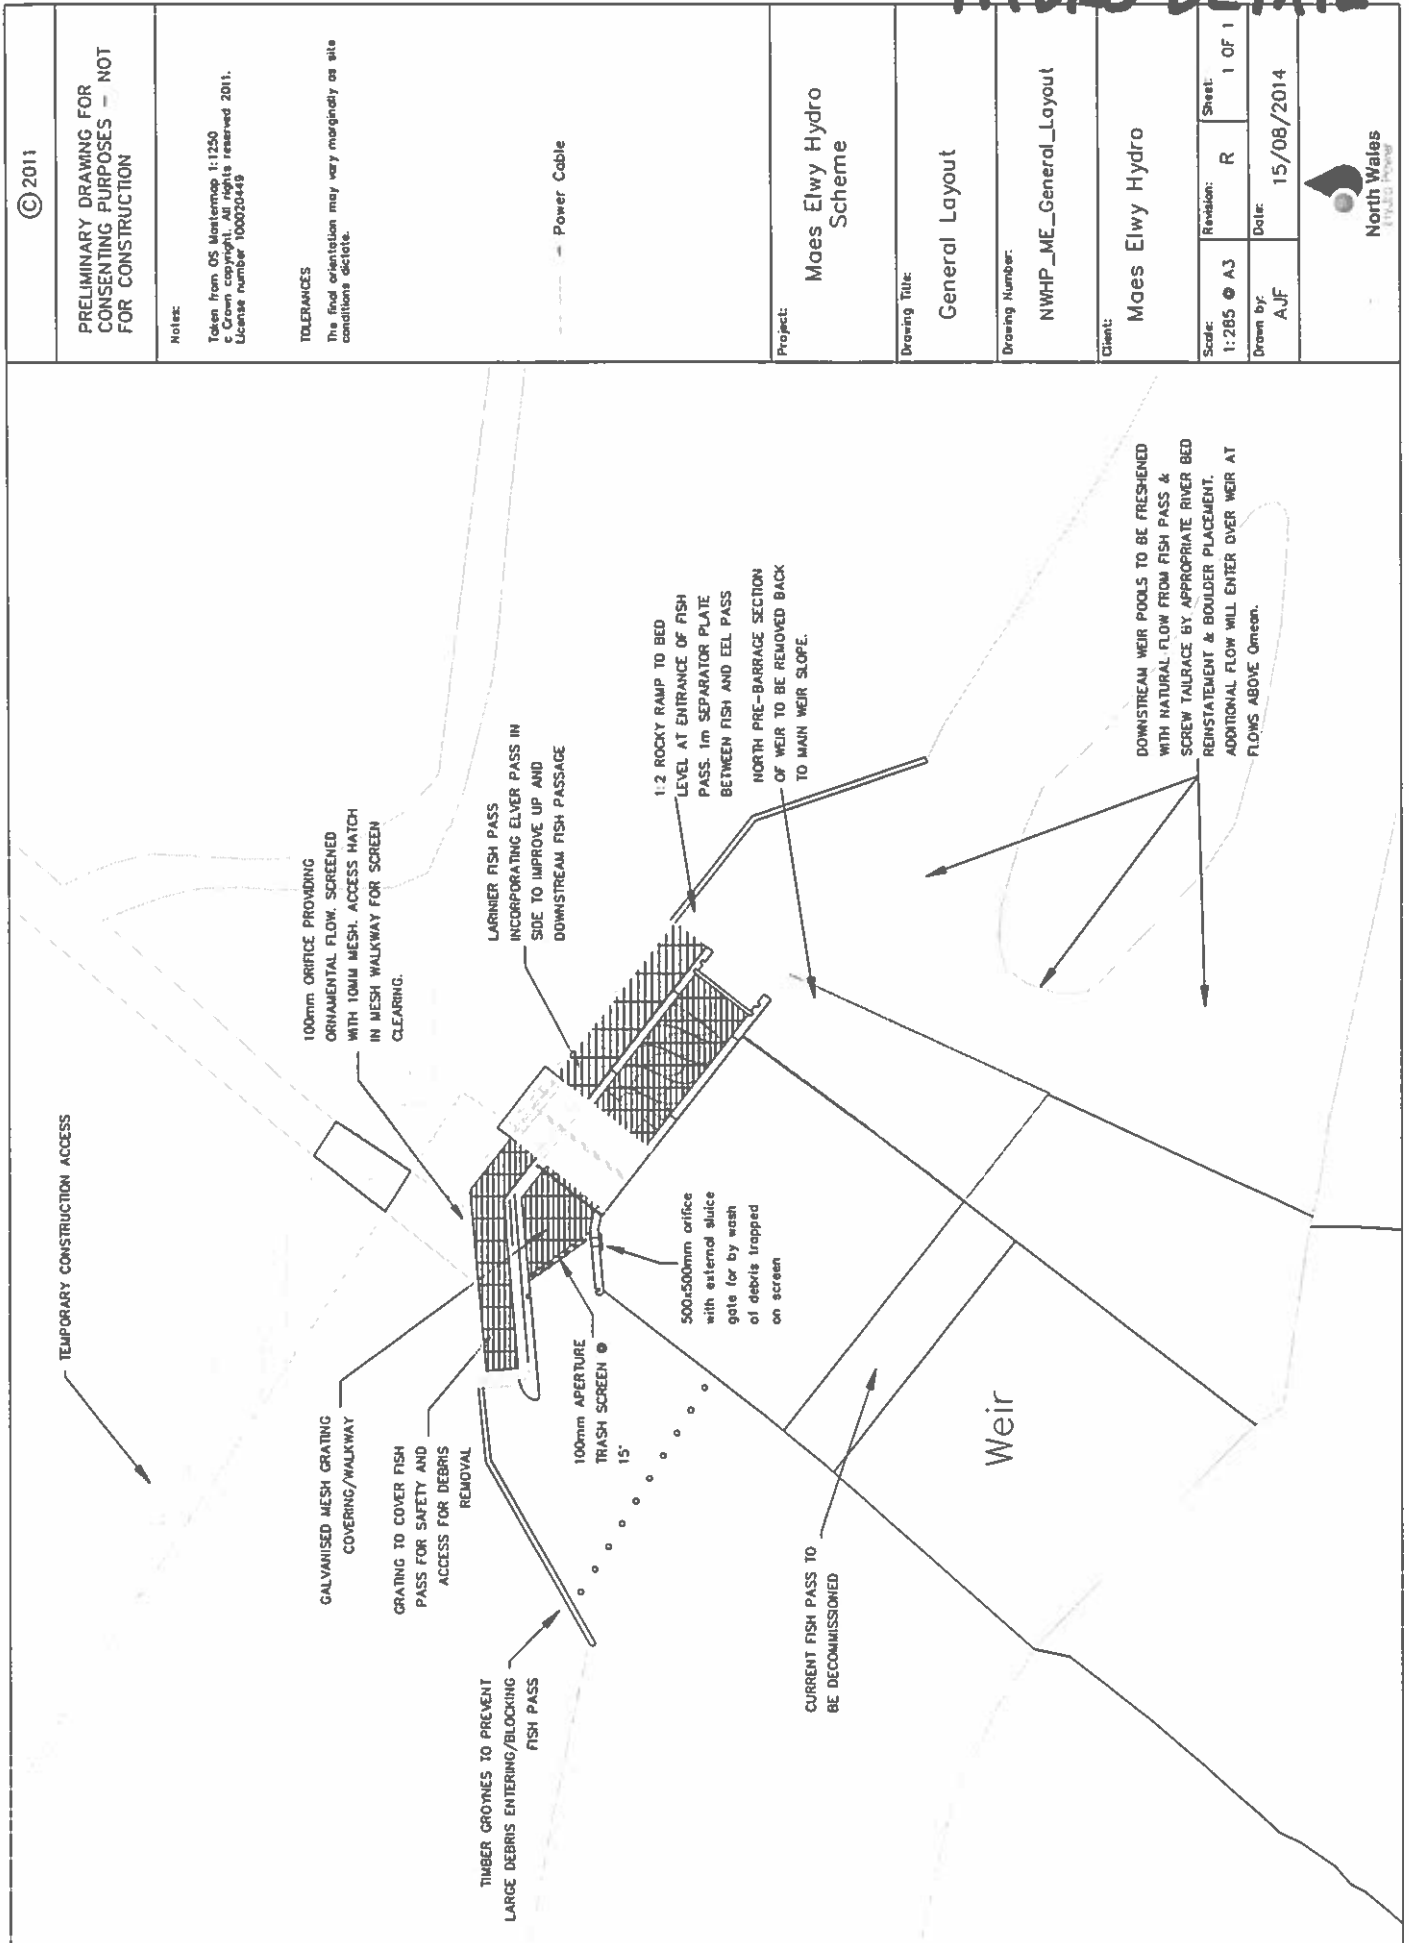 TEMPORARY CONSTRUCTION ACCESS
GALVANISED MESH GRATING
COVERING/WALKWAY
GRATING TO COVER FISH
PASS FOR SAFETY AND
ACCESS FOR DEBRIS
REMOVAL
TIMBER GROYNES TO PREVENT
LARGE DEBRIS ENTERING/BLOCKING
FISH PASS
100mm APERTURE
TRASH SCREEN @
15°
500x500mm orifice
with external sluice
gate for by wash
of debris trapped
on screen
CURRENT FISH PASS TO
BE DECOMMISSIONED
Weir
100mm ORIFICE PROVIDING
ORNAMENTAL FLOW. SCREENED
WITH 10MM MESH. ACCESS HATCH
IN MESH WALKWAY FOR SCREEN
CLEARING.
LARINIER FISH PASS
INCORPORATING ELVER PASS IN
SIDE TO IMPROVE UP AND
DOWNSTREAM FISH PASSAGE
1:2 ROCKY RAMP TO BED
LEVEL AT ENTRANCE OF FISH
PASS. 1m SEPARATOR PLATE
BETWEEN FISH AND EEL PASS
NORTH PRE-BARRAGE SECTION
OF WEIR TO BE REMOVED BACK
TO MAIN WEIR SLOPE.
DOWNSTREAM WEIR POOLS TO BE FRESHENED
WITH NATURAL FLOW FROM FISH PASS &
SCREW TAILRACE BY APPROPRIATE RIVER BED
REINSTATEMENT & BOULDER PLACEMENT.
ADDITIONAL FLOW WILL ENTER OVER WEIR AT
FLOWS ABOVE Qmean.
© 2011
PRELIMINARY DRAWING FOR
CONSENTING PURPOSES - NOT
FOR CONSTRUCTION
Notes:
Taken from OS Mastermap 1:1250
c Crown copyright. All rights reserved 2011.
License number 100020449
TOLERANCES
The final orientation may vary marginally as site
conditions dictate.
Power Cable
Project:
Maes Elwy Hydro
Scheme
Drawing Title:
General Layout
Drawing Number:
NWHP_ME_General_Layout
Client:
Maes Elwy Hydro
Scale: Revision: Sheet:
1:285 @ A3 R 1 OF 1
Drawn by: Date:
AJF 15/08/2014
North Wales
Hydro Power